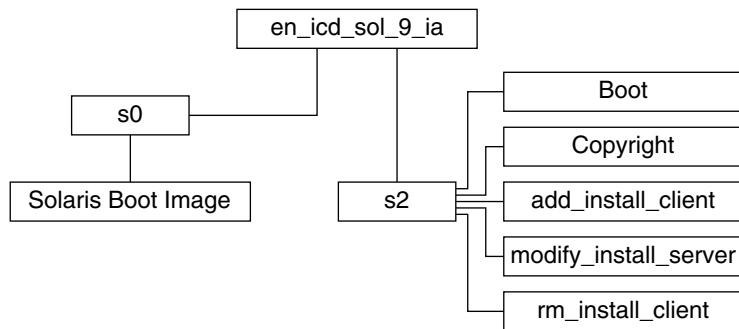 en_icd_sol_9_ia
s0
Solaris Boot Image
s2
Boot
Copyright
add_install_client
modify_install_server
rm_install_client